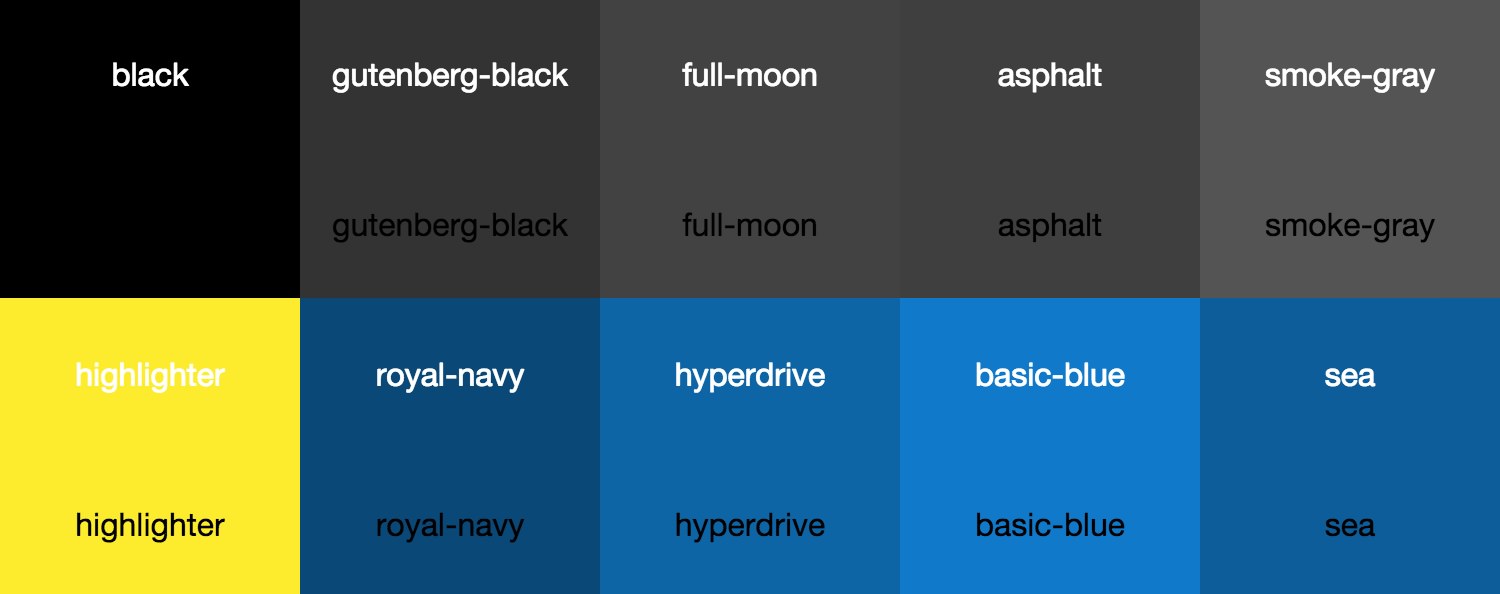 black
gutenberg-black
full-moon
asphalt
smoke-gray
gutenberg-black
full-moon
asphalt
smoke-gray
highlighter
royal-navy
hyperdrive
basic-blue
sea
highlighter
royal-navy
hyperdrive
basic-blue
sea